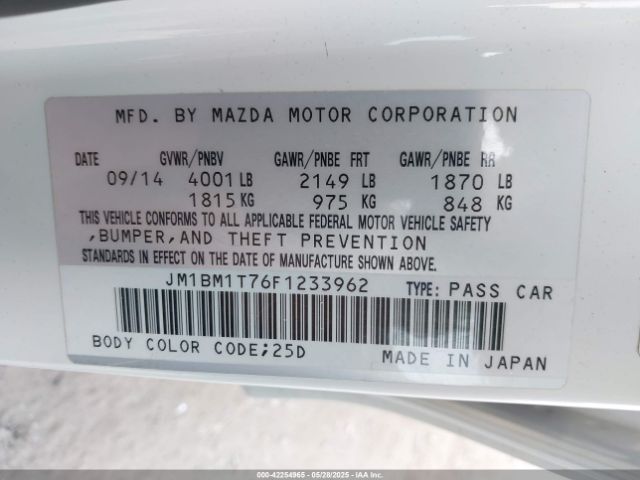 MFD. BY MAZDA MOTOR CORPORATION
DATE GVWR/PNBV GAWR/PNBE FRT GAWR/PNBE RR
09/14 4001 LB 2149 LB 1870 LB
1815 KG 975 KG 848 KG
THIS VEHICLE CONFORMS TO ALL APPLICABLE FEDERAL MOTOR VEHICLE SAFETY
,BUMPER,AND THEFT PREVENTION
STANDARDS IN EFFECT ON THE DATE OF MANUFACTURE SHOWN ABOVE.
JM1BM1T76F1233962 TYPE: PASS CAR
BODY COLOR CODE;25D MADE IN JAPAN
000-42254965 05/28/2025 IAAI.COM